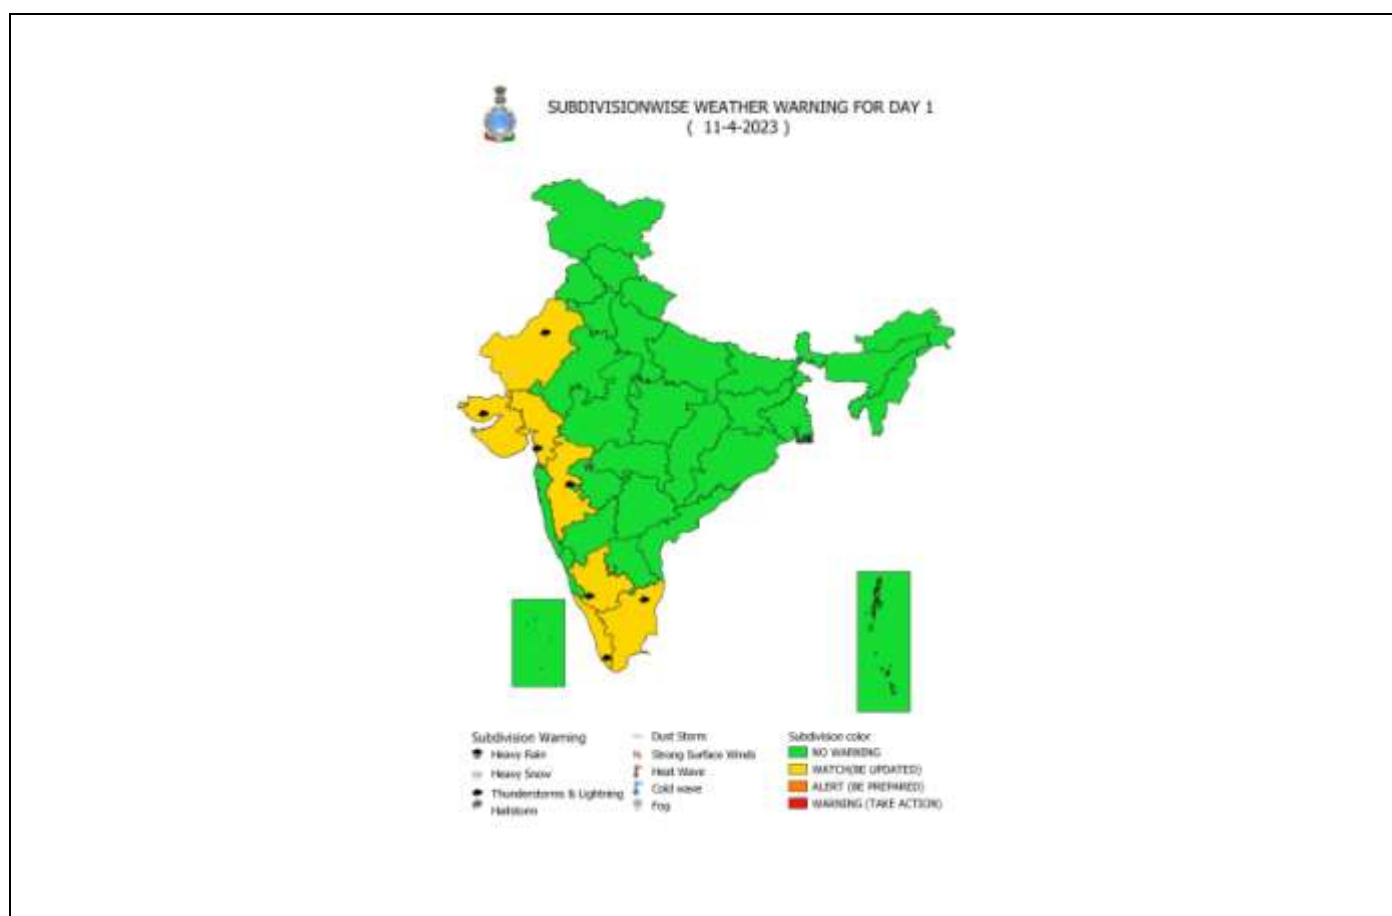 SUBDIVISIONWISE WEATHER WARNING FOR DAY 1
( 11-4-2023 )
Subdivision Warning
Heavy Rain
Heavy Snow
Thunderstorms & Lightning
Hailstorm
Dust Storm
Strong Surface Winds
Heat Wave
Cold wave
Fog
Subdivision color
NO WARNING
WATCH(BE UPDATED)
ALERT (BE PREPARED)
WARNING (TAKE ACTION)